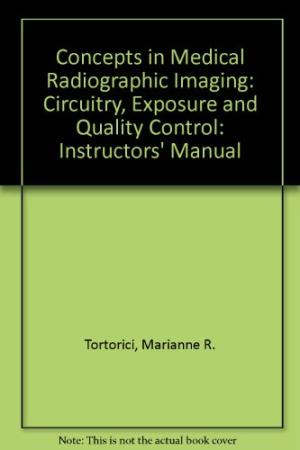 Concepts in Medical
Radiographic Imaging:
Circuitry, Exposure and
Quality Control:
Instructors' Manual
Tortorici, Marianne R.
Note: This is not the actual book cover